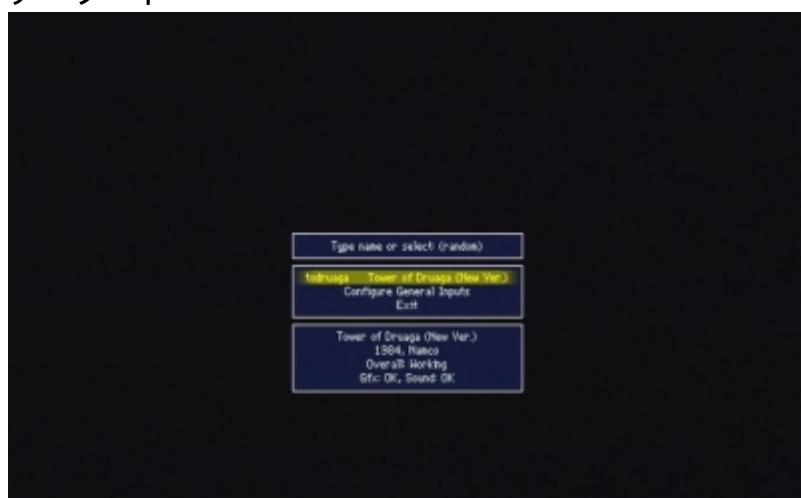 Type name or select: (random)
todruaga Tower of Druaga (New Ver.)
Configure General Inputs
Exit
Tower of Druaga (New Ver.)
1984, Namco
Overall: Working
Gfx: OK, Sound: OK